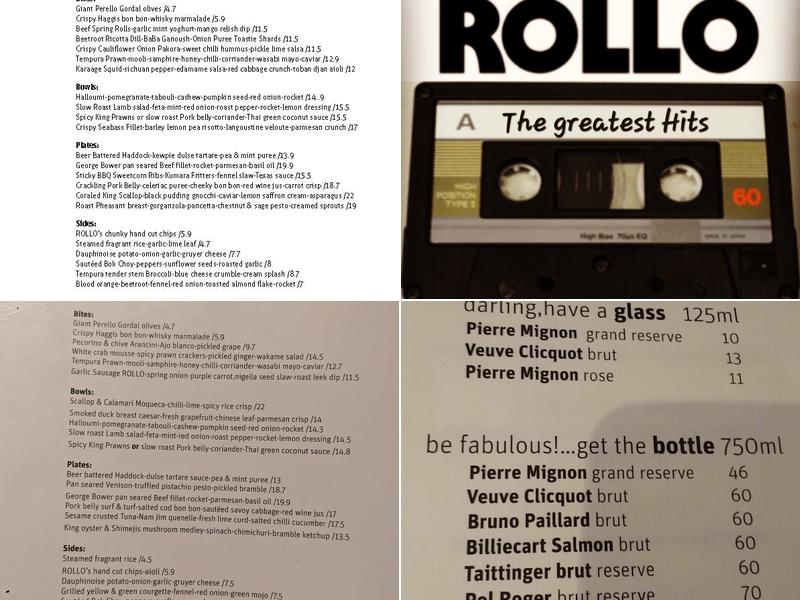 Giant Perello Gordal olives /4.7
Crispy Haggis bon bon-whisky marmalade /5.9
Beef Spring Rolls-garlic mint yoghurt-mango relish dip /11.5
Beetroot Ricotta Dill-BaBa Ganoush-Onion Puree Toastie Shards /11.5
Crispy Cauliflower Onion Pakora-sweet chilli hummus-pickle lime salsa /11.5
Tempura Prawn-mooli-samphire-honey-chilli-corriander-wasabi mayo-caviar /12.9
Karaage Squid-sichuan pepper-edamame salsa-red cabbage crunch-toban djan aioli /12
Bowls:
Halloumi-pomegranate-tabouli-cashew-pumpkin seed-red onion-rocket /14..9
Slow Roast Lamb salad-feta-mint-red onion-roast pepper-rocket-lemon dressing /15.5
Spicy King Prawns or slow roast Pork belly-coriander-Thai green coconut sauce /15.5
Crispy Seabass Fillet-barley lemon pea risotto-langoustine veloute-parmesan crunch /17
Plates:
Beer Battered Haddock-kewpie dulse tartare-pea & mint puree /13.9
George Bower pan seared Beef fillet-rocket-parmesan-basil oil /19.9
Sticky BBQ Sweetcorn Ribs-Kumara Fritters-fennel slaw-Texas sauce /15.5
Crackling Pork Belly-celeriac puree-cheeky bon bon-red wine jus-carrot crisp /18.7
Coraled King Scallop-black pudding gnocchi-caviar-lemon saffron cream-asparagus /22
Roast Pheasant breast-gorganzola-pancetta-chestnut & sage pesto-creamed sprouts /19
Sides:
ROLLO's chunky hand cut chips /5.9
Steamed fragrant rice-garlic-lime leaf /4.7
Dauphinoise potato-onion-garlic-gruyer cheese /7.7
Sautéed Bok Choy-peppers-sunflower seeds-roasted garlic /8
Tempura tender stem Broccoli-blue cheese crumble-cream splash /8.7
Blood orange-beetroot-fennel-red onion-toasted almond flake-rocket /7
ROLLO
A The greatest Hits
HIGH
POSITION
TYPE II
60
High Bias 70µs EQ
MADE IN JAPAN
Bites:
Giant Perello Gordal olives /4.7
Crispy Haggis bon bon-whisky marmalade /5.9
Pecorino & chive Arancini-Ajo blanco-pickled grape /9.7
White crab mousse-spicy prawn crackers-pickled ginger-wakame salad /14.5
Tempura Prawn-mooli-samphire-honey-chilli-corriander-wasabi mayo-caviar /12.7
Garlic Sausage ROLLO-spring onion-purple carrot,nigella seed slaw-roast leek dip /11.5
Bowls:
Scallop & Calamari Moqueca-chilli-lime-spicy rice crisp /22
Smoked duck breast caesar-fresh grapefruit-chinese leaf-parmesan crisp /14
Halloumi-pomegranate-tabouli-cashew-pumpkin seed-red onion-rocket /14.3
Slow roast Lamb salad-feta-mint-red onion-roast pepper-rocket-lemon dressing /14.5
Spicy King Prawns or slow roast Pork belly-coriander-Thai green coconut sauce /14.8
Plates:
Beer battered Haddock-dulse tartare sauce-pea & mint puree /13
Pan seared Venison-truffled pistachio pesto-pickled bramble /18.7
George Bower pan seared Beef fillet-rocket-parmesan-basil oil /19.9
Pork belly surf & turf-salted cod bon bon-sautéed savoy cabbage-red wine jus /17
Sesame crusted Tuna-Nam Jim quenelle-fresh lime curd-salted chilli cucumber /17.5
King oyster & Shimejis mushroom medley-spinach-chimichuri-bramble ketchup /13.5
Sides:
Steamed fragrant rice /4.5
ROLLO's hand cut chips-aioli /5.9
Dauphinoise potato-onion-garlic-gruyer cheese /7.5
Grilled yellow & green courgette-fennel-red onion-green mojo /7.5
darling,have a glass 125ml
Pierre Mignon grand reserve 10
Veuve Clicquot brut 13
Pierre Mignon rose 11
be fabulous!...get the bottle 750ml
Pierre Mignon grand reserve 46
Veuve Clicquot brut 60
Bruno Paillard brut 60
Billiecart Salmon brut 60
Taittinger brut reserve 60
Pol Roger brut reserve 70